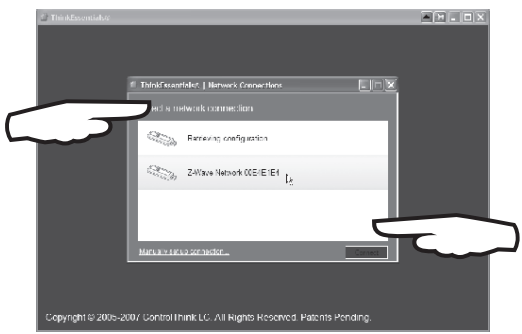 ThinkEssentials®
ThinkEssentials® | Network Connections
a network connection
Retrieving configuration
Z-Wave Network 00E4E1E4
Manually setup connection...
Connect
Copyright © 2005-2007 ControlThink LC. All Rights Reserved. Patents Pending.